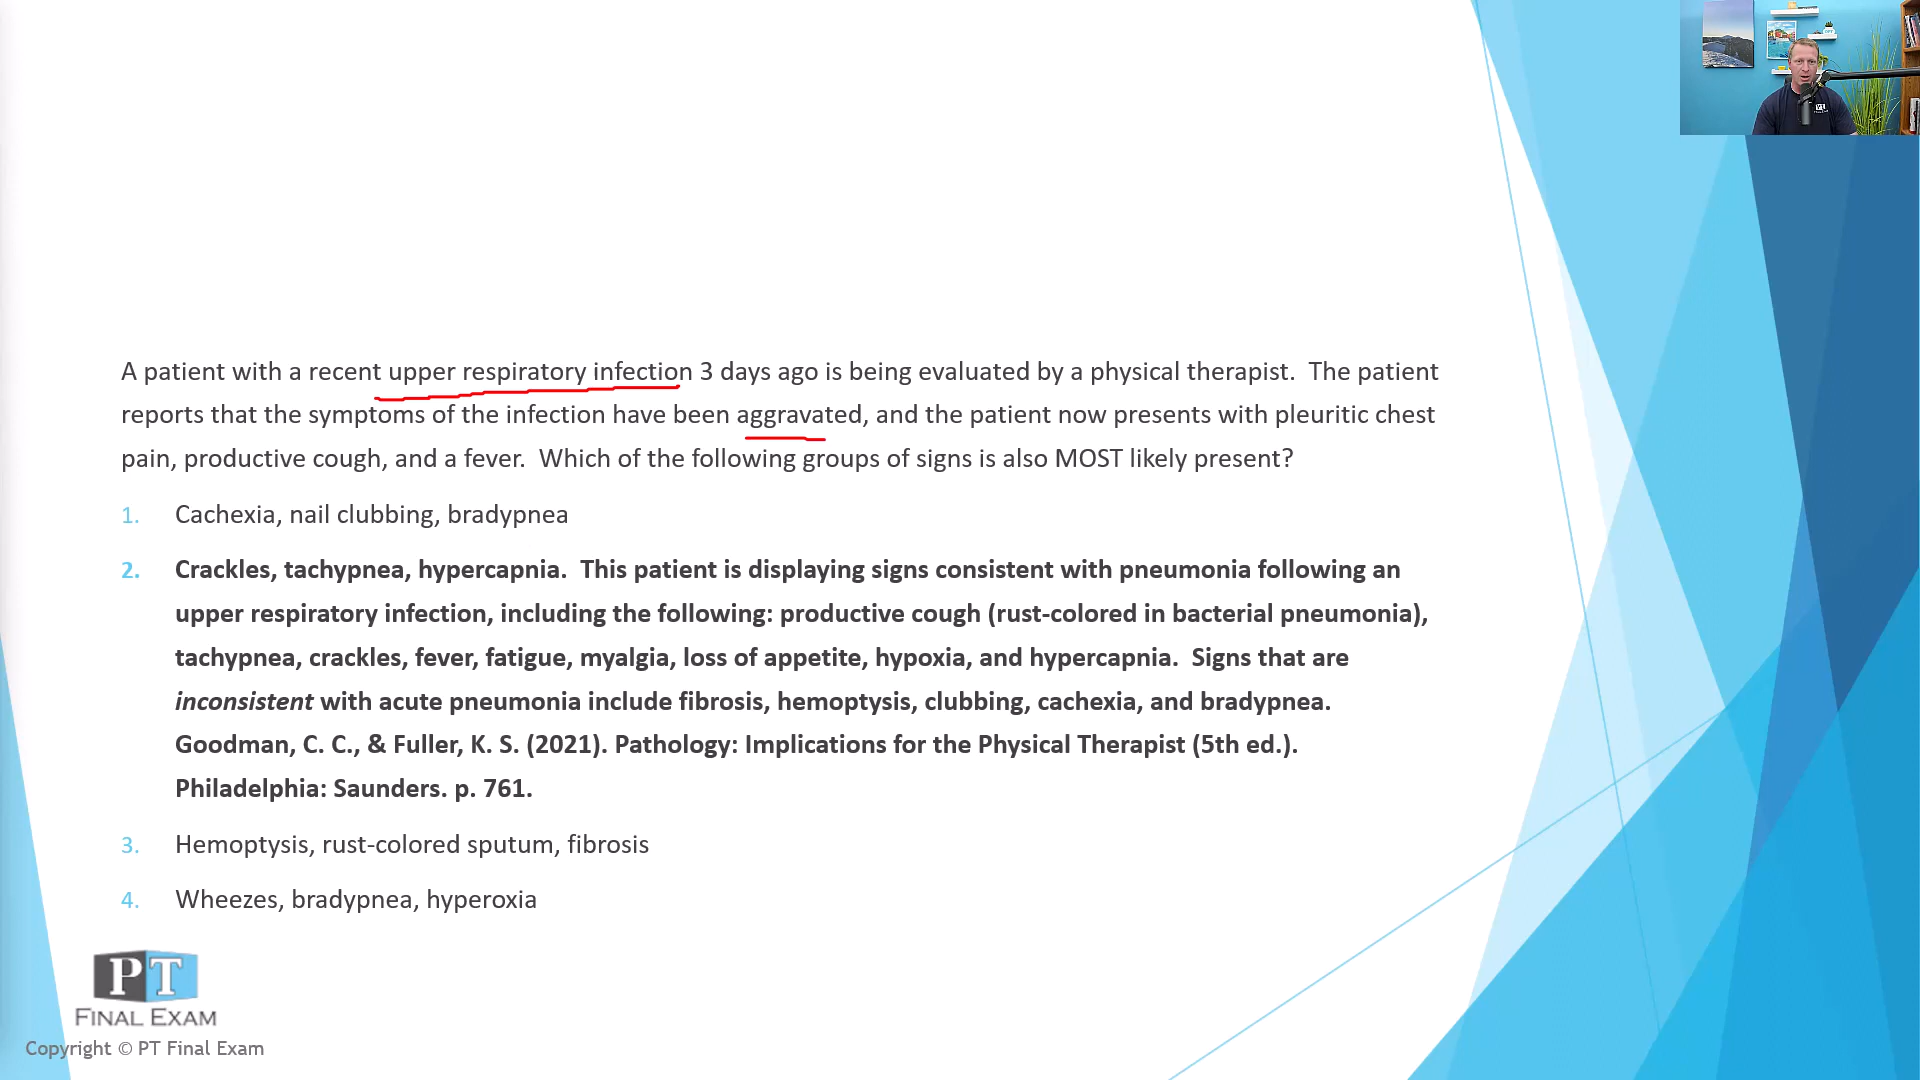 A patient with a recent upper respiratory infection 3 days ago is being evaluated by a physical therapist.  The patient
reports that the symptoms of the infection have been aggravated, and the patient now presents with pleuritic chest
pain, productive cough, and a fever.  Which of the following groups of signs is also MOST likely present?
1. Cachexia, nail clubbing, bradypnea
2. Crackles, tachypnea, hypercapnia.  This patient is displaying signs consistent with pneumonia following an
upper respiratory infection, including the following: productive cough (rust-colored in bacterial pneumonia),
tachypnea, crackles, fever, fatigue, myalgia, loss of appetite, hypoxia, and hypercapnia.  Signs that are
inconsistent with acute pneumonia include fibrosis, hemoptysis, clubbing, cachexia, and bradypnea.
Goodman, C. C., & Fuller, K. S. (2021). Pathology: Implications for the Physical Therapist (5th ed.).
Philadelphia: Saunders. p. 761.
3. Hemoptysis, rust-colored sputum, fibrosis
4. Wheezes, bradypnea, hyperoxia
PT
FINAL EXAM
Copyright © PT Final Exam